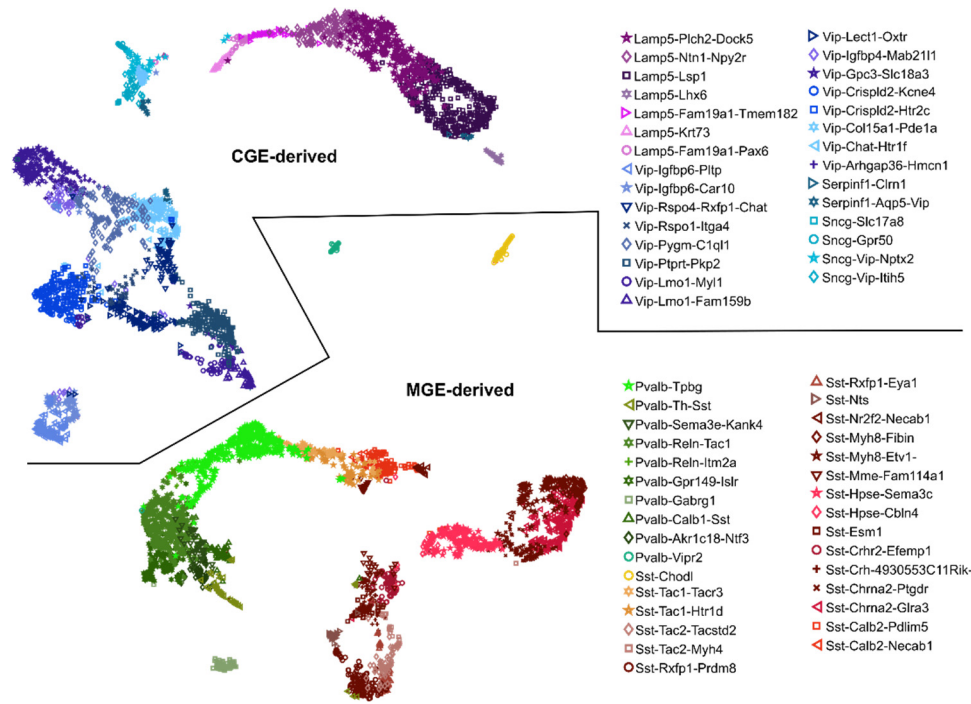 Lamp5-Plch2-Dock5
Lamp5-Ntn1-Npy2r
Lamp5-Lsp1
Lamp5-Lhx6
Lamp5-Fam19a1-Tmem182
Lamp5-Krt73
Lamp5-Fam19a1-Pax6
Vip-Igfbp6-Pltp
Vip-Igfbp6-Car10
Vip-Rspo4-Rxfp1-Chat
Vip-Rspo1-Itga4
Vip-Pygm-C1ql1
Vip-Ptprt-Pkp2
Vip-Lmo1-Myl1
Vip-Lmo1-Fam159b
Vip-Lect1-Oxtr
Vip-Igfbp4-Mab21l1
Vip-Gpc3-Slc18a3
Vip-Crispld2-Kcne4
Vip-Crispld2-Htr2c
Vip-Col15a1-Pde1a
Vip-Chat-Htr1f
Vip-Arhgap36-Hmcn1
Serpinf1-Clrn1
Serpinf1-Aqp5-Vip
Sncg-Slc17a8
Sncg-Gpr50
Sncg-Vip-Nptx2
Sncg-Vip-Itih5
CGE-derived
MGE-derived
Pvalb-Tpbg
Pvalb-Th-Sst
Pvalb-Sema3e-Kank4
Pvalb-Reln-Tac1
Pvalb-Reln-Itm2a
Pvalb-Gpr149-Islr
Pvalb-Gabrg1
Pvalb-Calb1-Sst
Pvalb-Akr1c18-Ntf3
Pvalb-Vipr2
Sst-Chodl
Sst-Tac1-Tacr3
Sst-Tac1-Htr1d
Sst-Tac2-Tacstd2
Sst-Tac2-Myh4
Sst-Rxfp1-Prdm8
Sst-Rxfp1-Eya1
Sst-Nts
Sst-Nr2f2-Necab1
Sst-Myh8-Fibin
Sst-Myh8-Etv1-
Sst-Mme-Fam114a1
Sst-Hpse-Sema3c
Sst-Hpse-Cbln4
Sst-Esm1
Sst-Crhr2-Efemp1
Sst-Crh-4930553C11Rik-
Sst-Chrna2-Ptgdr
Sst-Chrna2-Glra3
Sst-Calb2-Pdlim5
Sst-Calb2-Necab1